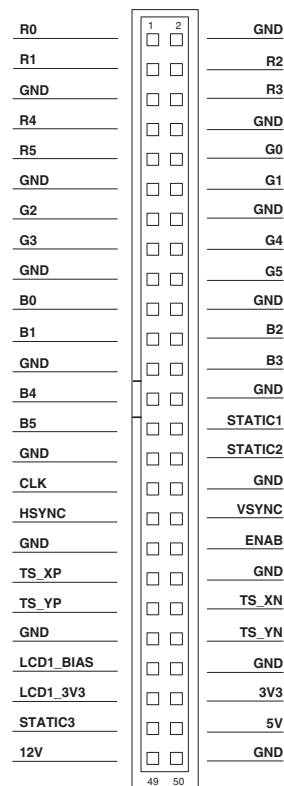 1 2
R0 GND
R1 R2
GND R3
R4 GND
R5 G0
GND G1
G2 GND
G3 G4
GND G5
B0 GND
B1 B2
GND B3
B4 GND
B5 STATIC1
GND STATIC2
CLK GND
HSYNC VSYNC
GND ENAB
TS_XP GND
TS_YP TS_XN
GND TS_YN
LCD1_BIAS GND
LCD1_3V3 3V3
STATIC3 5V
12V GND
49 50